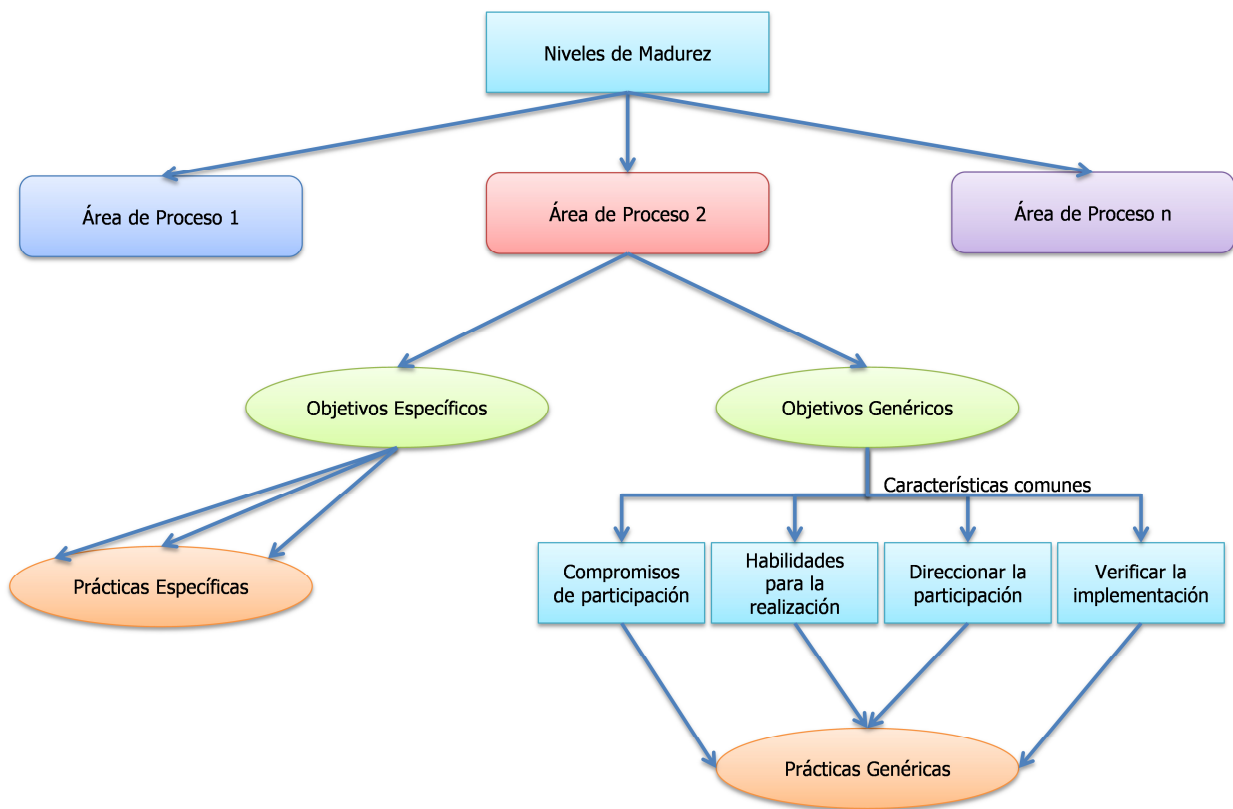 Niveles de Madurez
Área de Proceso 1
Área de Proceso 2
Área de Proceso n
Objetivos Específicos
Objetivos Genéricos
Características comunes
Compromisos
de participación
Habilidades
para la
realización
Direccionar la
participación
Verificar la
implementación
Prácticas Específicas
Prácticas Genéricas